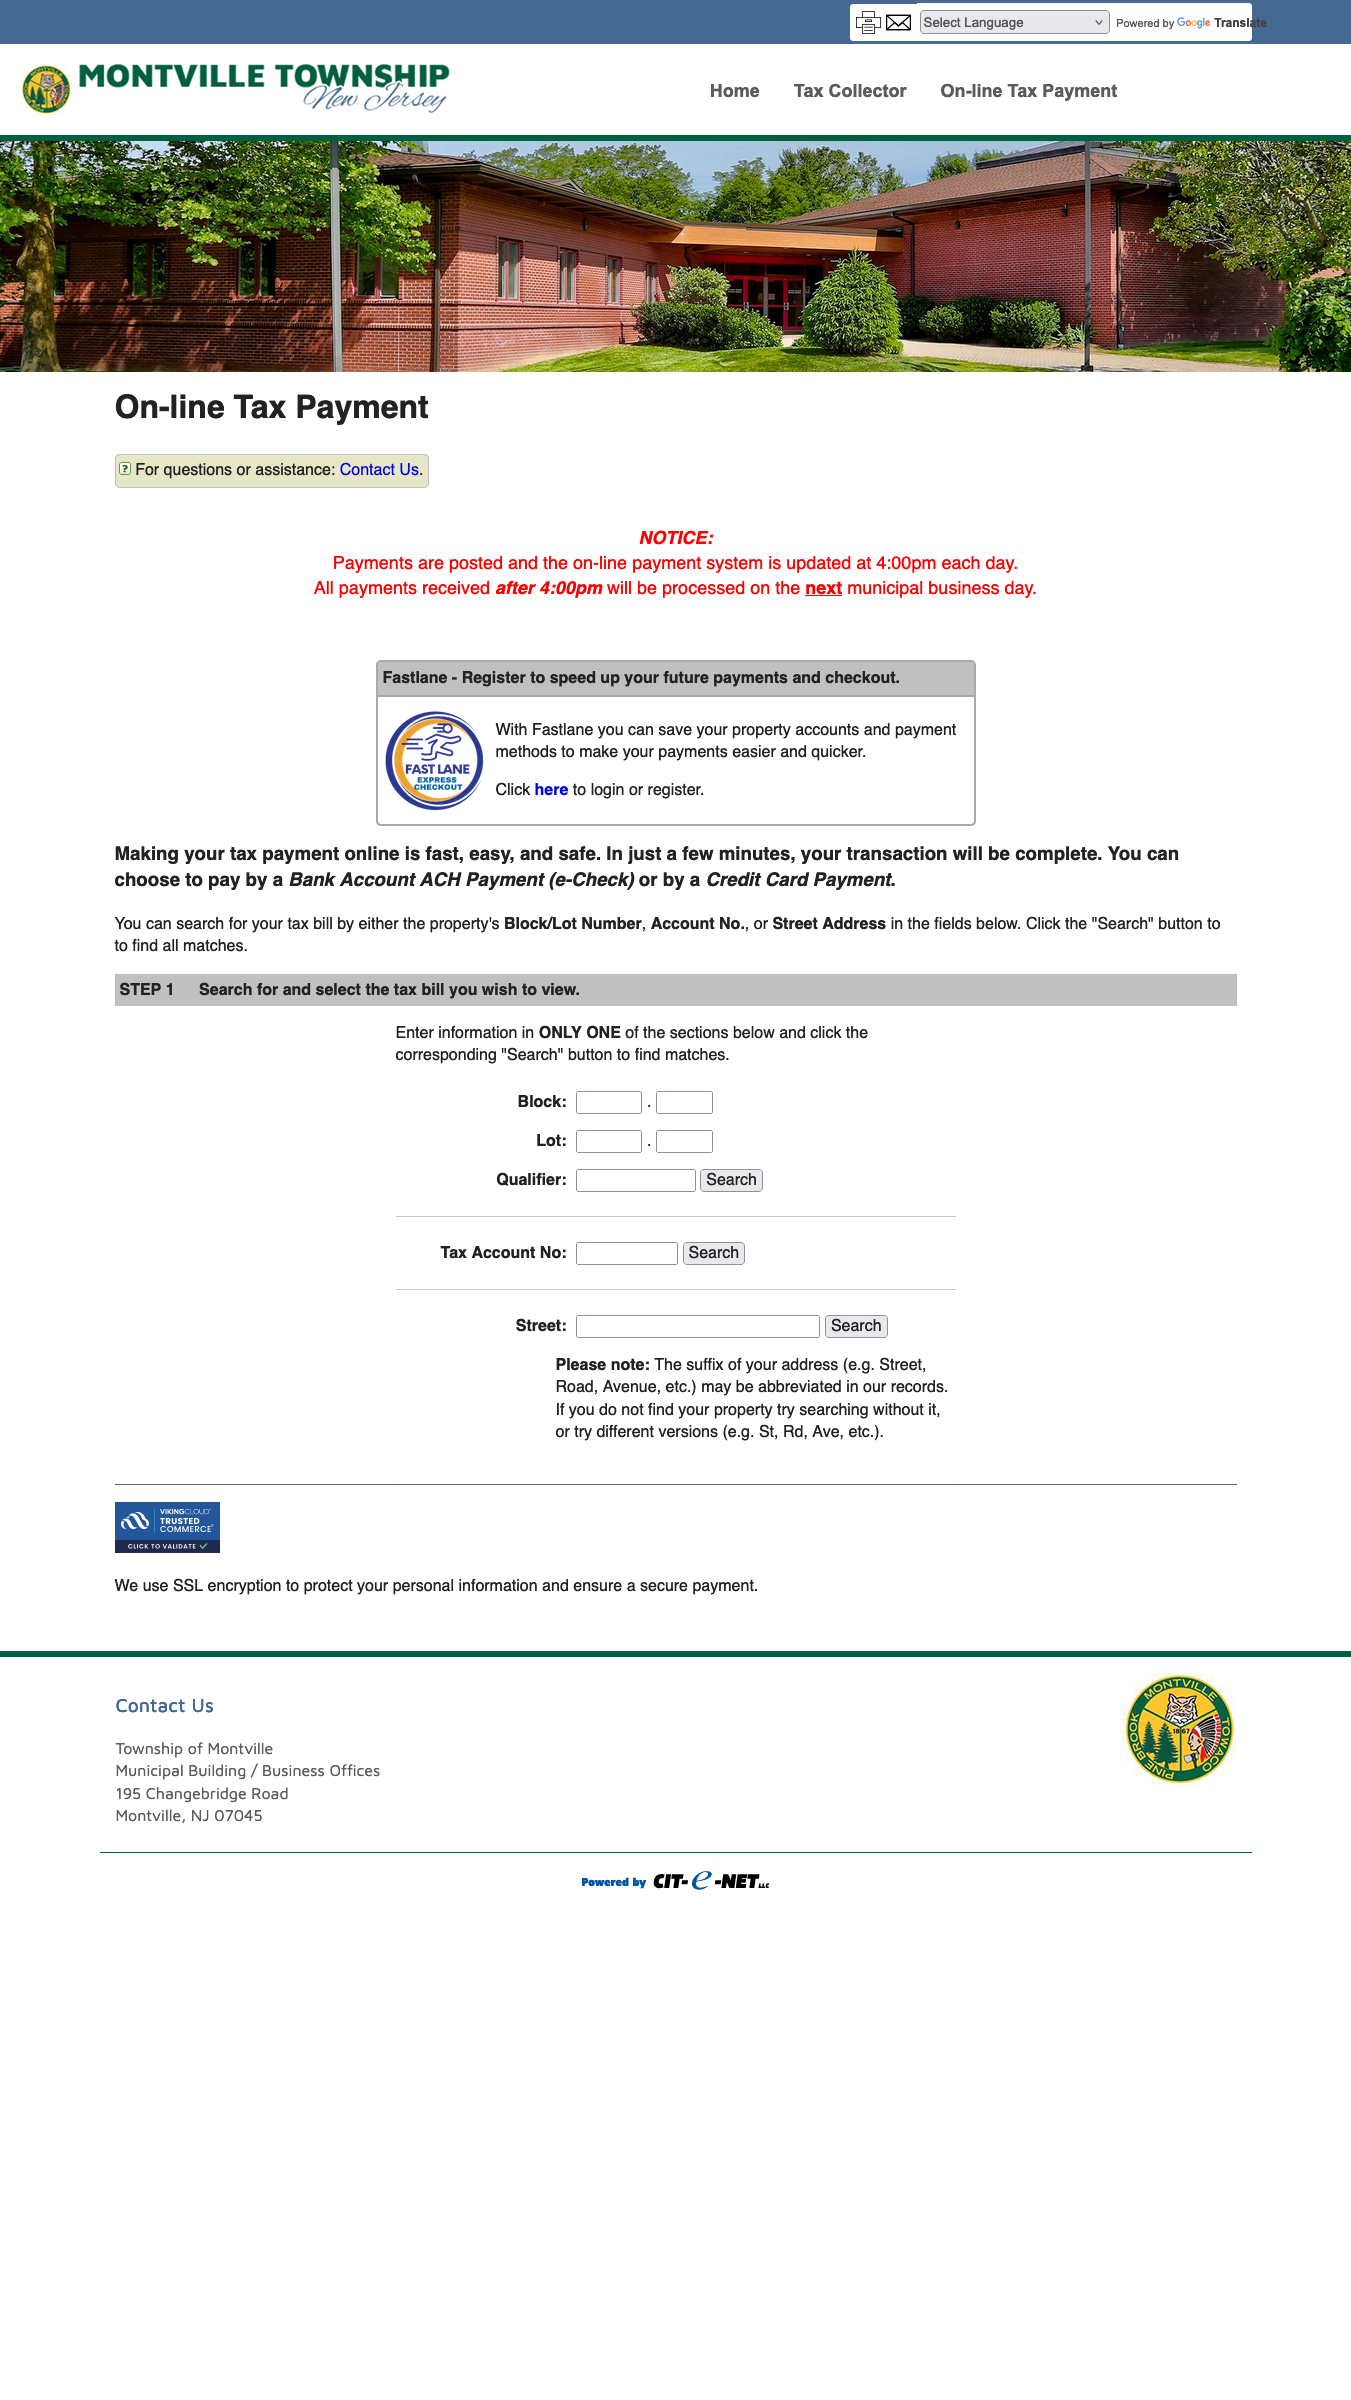 Select Language
Powered by Google Translate
MONTVILLE TOWNSHIP
New Jersey
Home Tax Collector On-line Tax Payment
On-line Tax Payment
? For questions or assistance: Contact Us.
NOTICE:
Payments are posted and the on-line payment system is updated at 4:00pm each day.
All payments received after 4:00pm will be processed on the next municipal business day.
Fastlane - Register to speed up your future payments and checkout.
FAST LANE
EXPRESS
CHECKOUT
With Fastlane you can save your property accounts and payment
methods to make your payments easier and quicker.
Click here to login or register.
Making your tax payment online is fast, easy, and safe. In just a few minutes, your transaction will be complete. You can
choose to pay by a Bank Account ACH Payment (e-Check) or by a Credit Card Payment.
You can search for your tax bill by either the property's Block/Lot Number, Account No., or Street Address in the fields below. Click the "Search" button to
to find all matches.
STEP 1 Search for and select the tax bill you wish to view.
Enter information in ONLY ONE of the sections below and click the
corresponding "Search" button to find matches.
Block: .
Lot: .
Qualifier: Search
Tax Account No: Search
Street: Search
Please note: The suffix of your address (e.g. Street,
Road, Avenue, etc.) may be abbreviated in our records.
If you do not find your property try searching without it,
or try different versions (e.g. St, Rd, Ave, etc.).
VIKINGCLOUD
TRUSTED
COMMERCE
CLICK TO VALIDATE
We use SSL encryption to protect your personal information and ensure a secure payment.
Contact Us
MONTVILLE
TOWACO
PINE BROOK
1867
Township of Montville
Municipal Building / Business Offices
195 Changebridge Road
Montville, NJ 07045
Powered by CIT-e-NET LLC